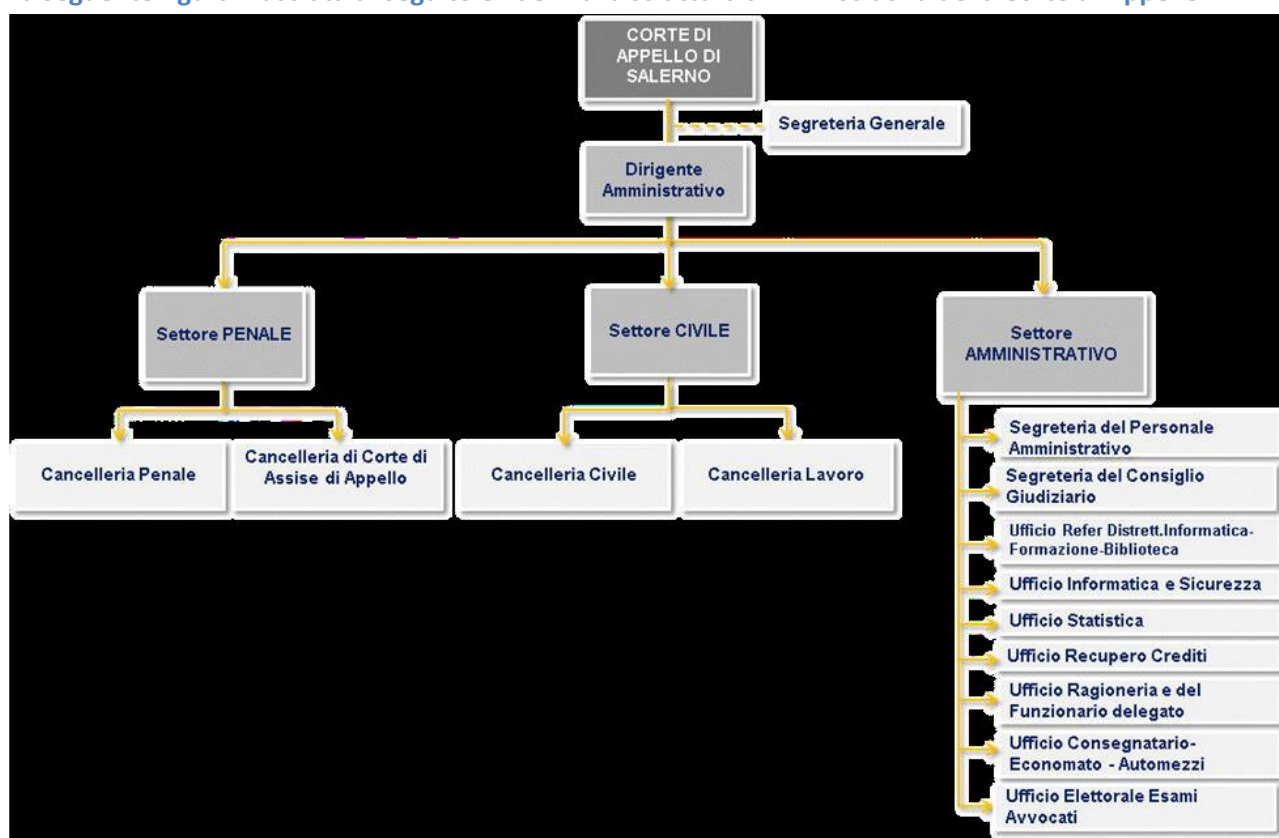 CORTE DI
APPELLO DI
SALERNO
Segreteria Generale
Dirigente
Amministrativo
Settore PENALE
Settore CIVILE
Settore
AMMINISTRATIVO
Cancelleria Penale
Cancelleria di Corte di
Assise di Appello
Cancelleria Civile
Cancelleria Lavoro
Segreteria del Personale
Amministrativo
Segreteria del Consiglio
Giudiziario
Ufficio Refer Distrett.Informatica-
Formazione-Biblioteca
Ufficio Informatica e Sicurezza
Ufficio Statistica
Ufficio Recupero Crediti
Ufficio Ragioneria e del
Funzionario delegato
Ufficio Consegnatario-
Economato - Automezzi
Ufficio Elettorale Esami
Avvocati